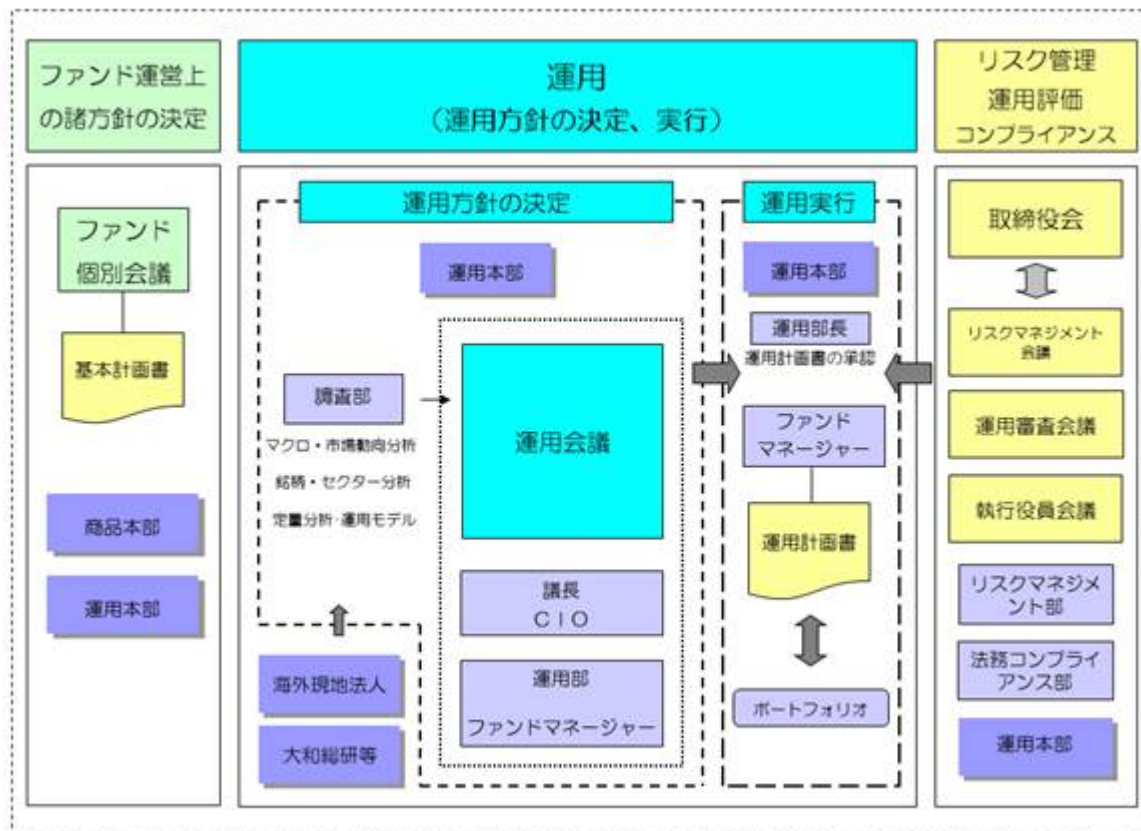 ファンド運営上
の諸方針の決定
運用
(運用方針の決定、実行)
リスク管理
運用評価
コンプライアンス
ファンド
個別会議
基本計画書
商品本部
運用本部
運用方針の決定
運用本部
調査部
マクロ・市場動向分析
銘柄・セクター分析
定量分析・運用モデル
運用会議
議長
CIO
運用部
ファンドマネージャー
海外現地法人
大和総研等
運用実行
運用本部
運用部長
運用計画書の承認
ファンド
マネージャー
運用計画書
ポートフォリオ
取締役会
リスクマネジメント
会議
運用審査会議
執行役員会議
リスクマネジメ
ント部
法務コンプライ
アンス部
運用本部